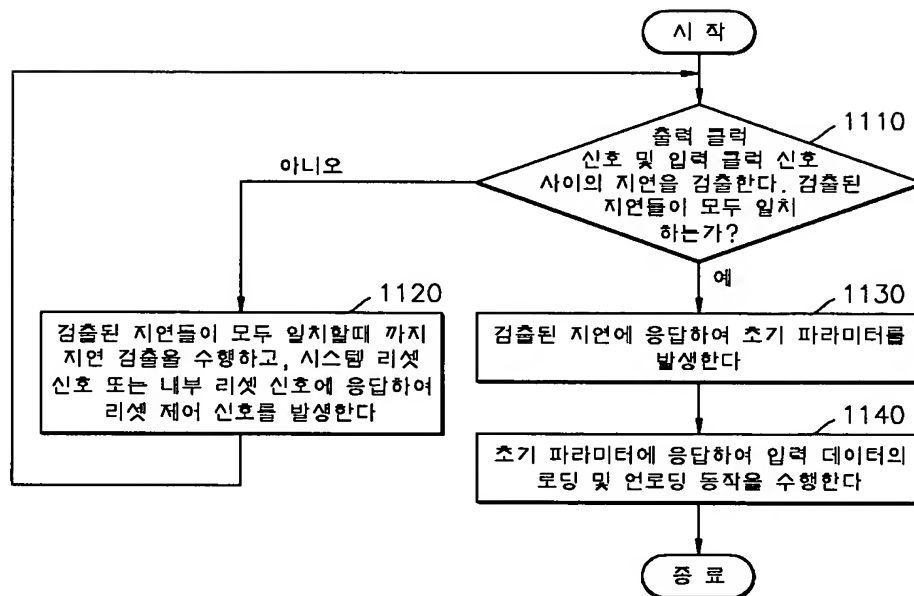 시 작
1110
출력 클럭
신호 및 입력 클럭 신호
사이의 지연을 검출한다. 검출된
지연들이 모두 일치
하는가?
아니오
예
1120
검출된 지연들이 모두 일치할때 까지
지연 검출을 수행하고, 시스템 리셋
신호 또는 내부 리셋 신호에 응답하여
리셋 제어 신호를 발생한다
1130
검출된 지연에 응답하여 초기 파라미터를
발생한다
1140
초기 파라미터에 응답하여 입력 데이터의
로딩 및 언로딩 동작을 수행한다
종 료